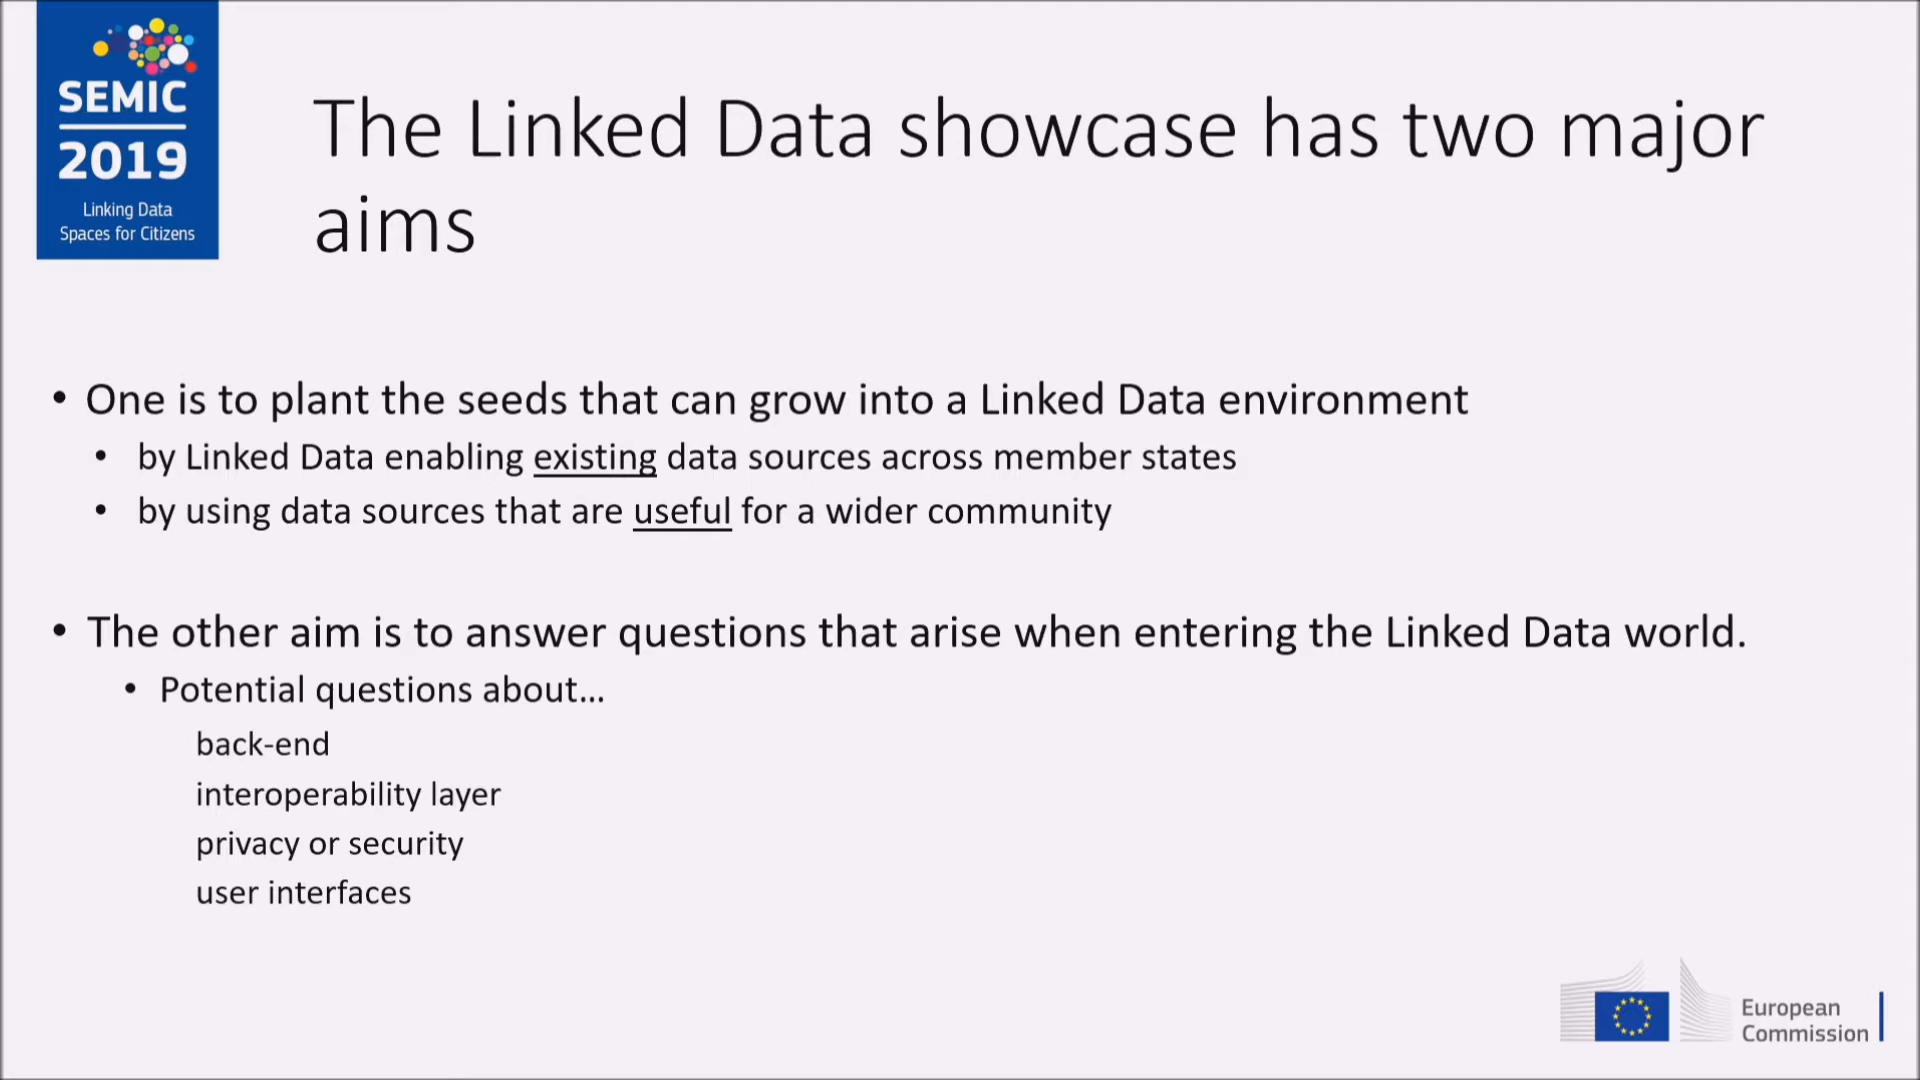 SEMIC
2019
Linking Data
Spaces for Citizens
The Linked Data showcase has two major
aims
• One is to plant the seeds that can grow into a Linked Data environment
• by Linked Data enabling existing data sources across member states
• by using data sources that are useful for a wider community
• The other aim is to answer questions that arise when entering the Linked Data world.
• Potential questions about...
back-end
interoperability layer
privacy or security
user interfaces
European
Commission